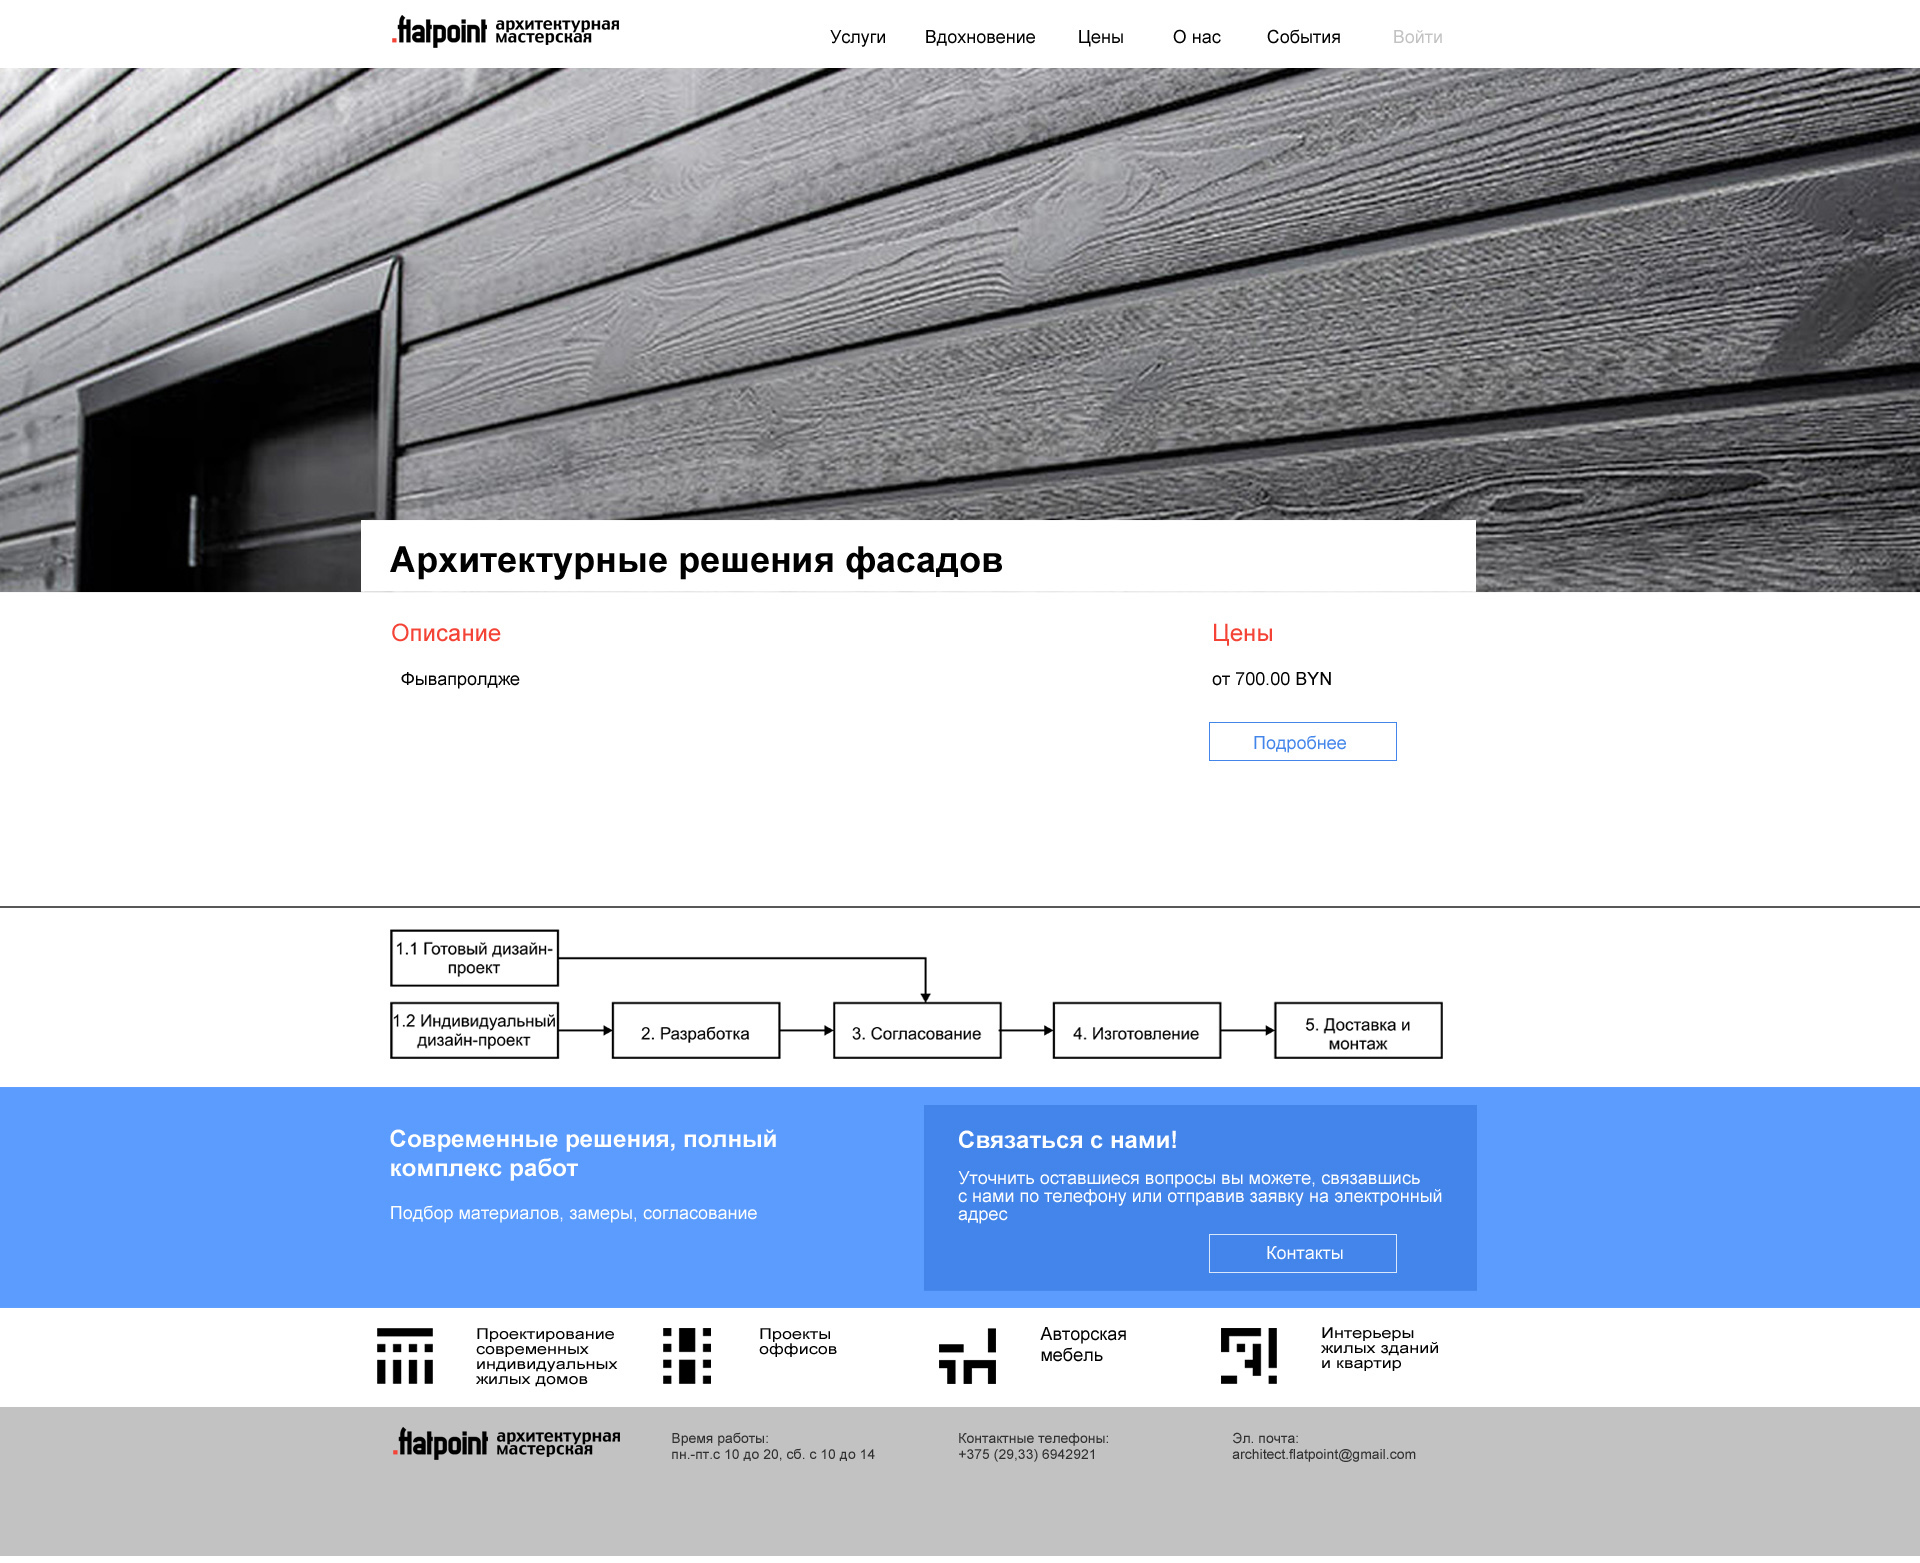 .flatpoint архитектурная
мастерская
Услуги Вдохновение Цены О нас События Войти
Архитектурные решения фасадов
Описание
Фывапролдже
Цены
от 700.00 BYN
Подробнее
1.1 Готовый дизайн-
проект
1.2 Индивидуальный
дизайн-проект
2. Разработка
3. Согласование
4. Изготовление
5. Доставка и
монтаж
Современные решения, полный
комплекс работ
Подбор материалов, замеры, согласование
Связаться с нами!
Уточнить оставшиеся вопросы вы можете, связавшись
с нами по телефону или отправив заявку на электронный
адрес
Контакты
Проектирование
современных
индивидуальных
жилых домов
Проекты
оффисов
Авторская
мебель
Интерьеры
жилых зданий
и квартир
.flatpoint архитектурная
мастерская
Время работы:
пн.-пт.с 10 до 20, сб. с 10 до 14
Контактные телефоны:
+375 (29,33) 6942921
Эл. почта:
architect.flatpoint@gmail.com